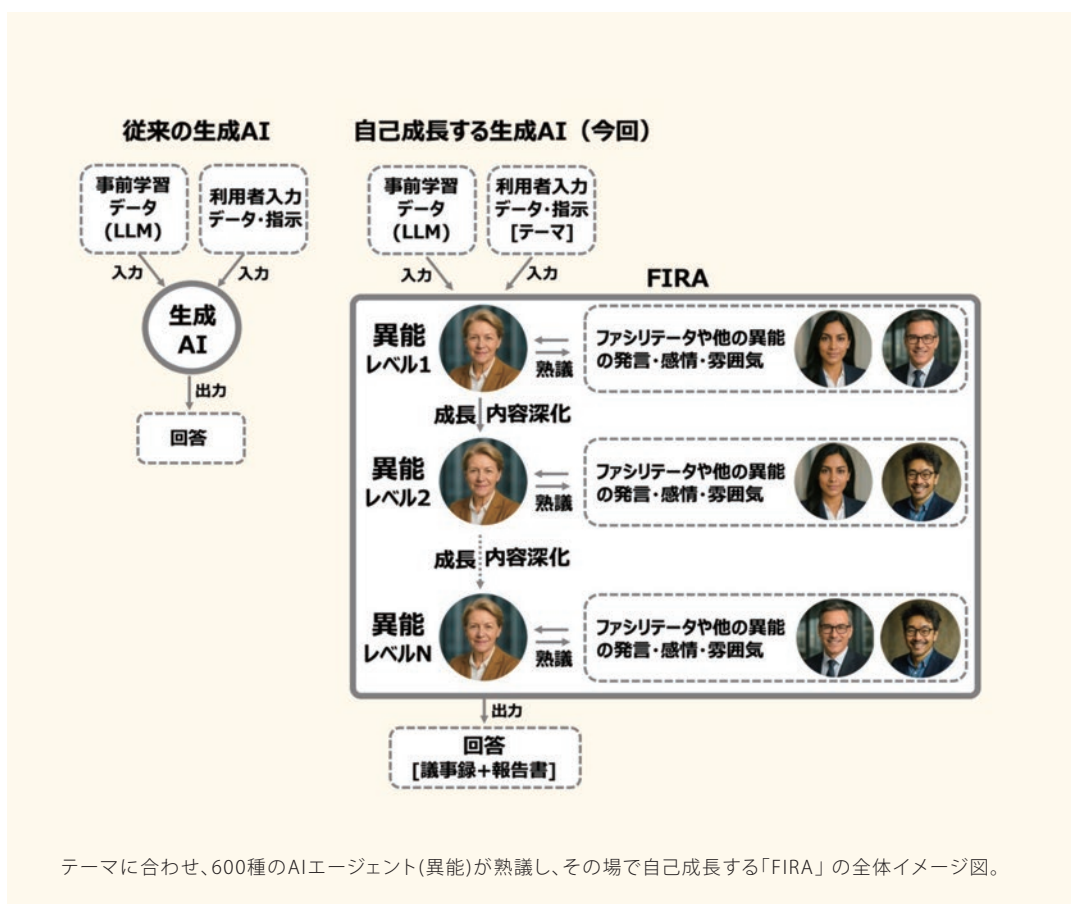 従来の生成AI
事前学習
データ
(LLM)
利用者入力
データ・指示
入力
入力
生成
AI
出力
回答
自己成長する生成AI（今回）
事前学習
データ
(LLM)
利用者入力
データ・指示
[テーマ]
入力
入力
FIRA
異能
レベル1
熟議
ファシリテータや他の異能
の発言・感情・雰囲気
成長
内容深化
異能
レベル2
熟議
ファシリテータや他の異能
の発言・感情・雰囲気
成長
内容深化
異能
レベルN
熟議
ファシリテータや他の異能
の発言・感情・雰囲気
出力
回答
[議事録+報告書]
テーマに合わせ、600種のAIエージェント(異能)が熟議し、その場で自己成長する「FIRA」の全体イメージ図。